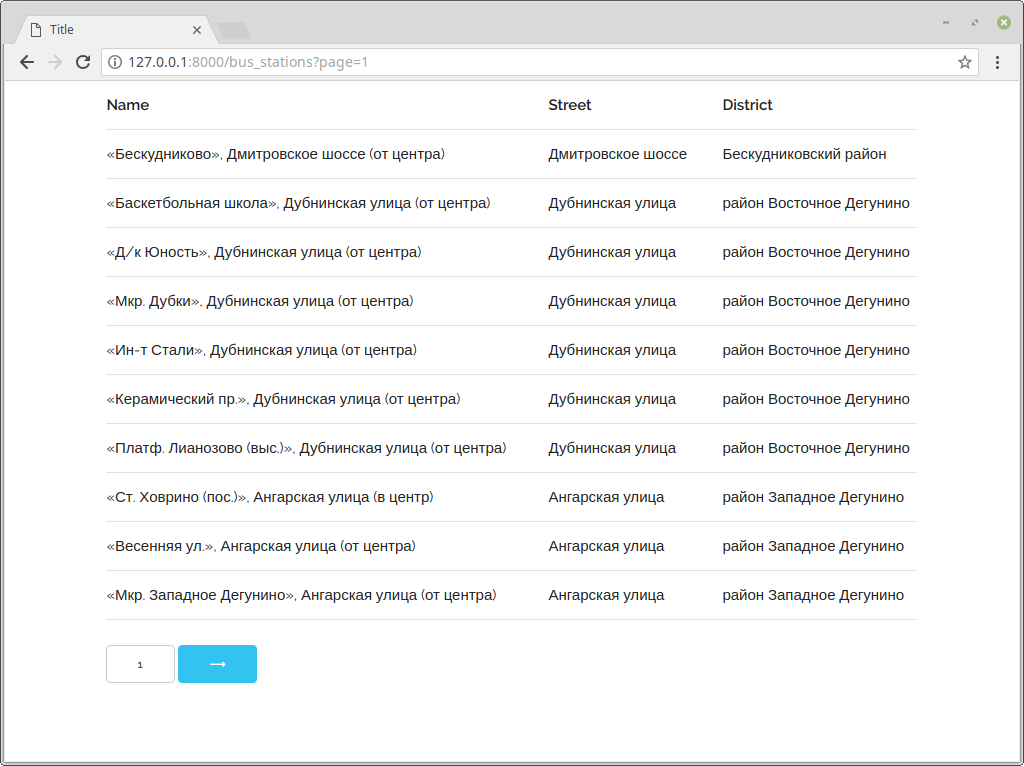 Title
127.0.0.1:8000/bus_stations?page=1
Name Street District
«Бескудниково», Дмитровское шоссе (от центра) Дмитровское шоссе Бескудниковский район
«Баскетбольная школа», Дубнинская улица (от центра) Дубнинская улица район Восточное Дегунино
«Д/к Юность», Дубнинская улица (от центра) Дубнинская улица район Восточное Дегунино
«Мкр. Дубки», Дубнинская улица (от центра) Дубнинская улица район Восточное Дегунино
«Ин-т Стали», Дубнинская улица (от центра) Дубнинская улица район Восточное Дегунино
«Керамический пр.», Дубнинская улица (от центра) Дубнинская улица район Восточное Дегунино
«Платф. Лианозово (выс.)», Дубнинская улица (от центра) Дубнинская улица район Восточное Дегунино
«Ст. Ховрино (пос.)», Ангарская улица (в центр) Ангарская улица район Западное Дегунино
«Весенняя ул.», Ангарская улица (от центра) Ангарская улица район Западное Дегунино
«Мкр. Западное Дегунино», Ангарская улица (от центра) Ангарская улица район Западное Дегунино
1 →